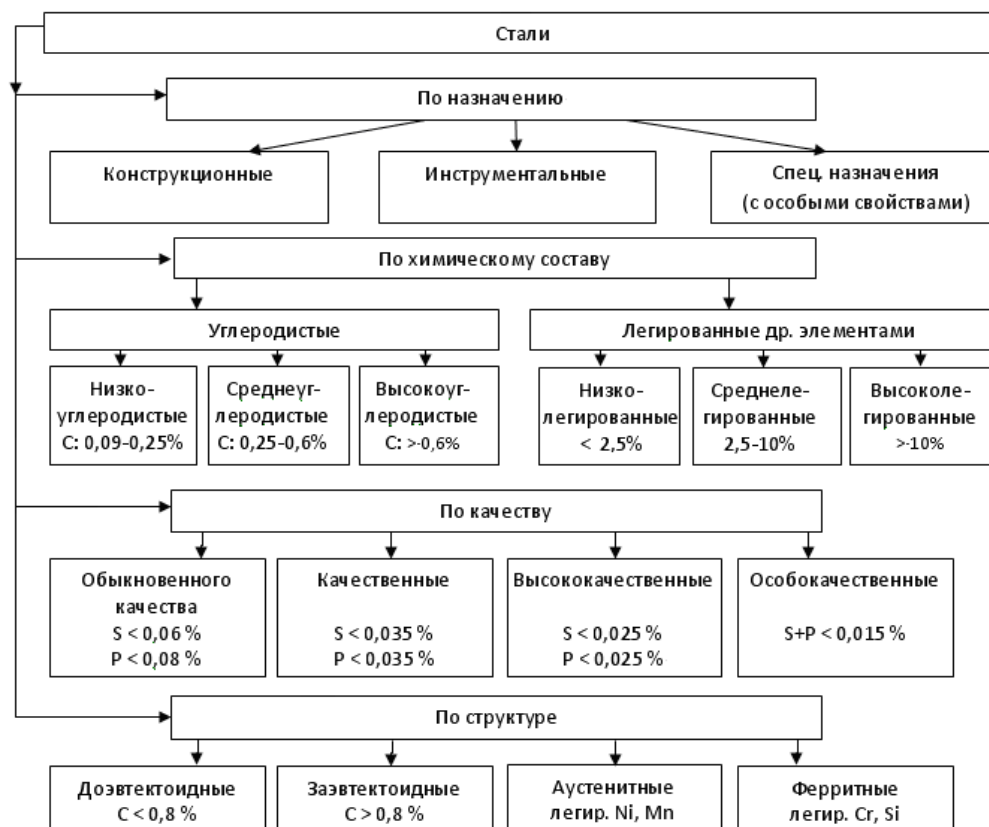 Стали
По назначению
Конструкционные
Инструментальные
Спец. назначения
(с особыми свойствами)
По химическому составу
Углеродистые
Легированные др. элементами
Низко-
углеродистые
С: 0,09-0,25%
Среднеуг-
леродистые
С: 0,25-0,6%
Высокоуг-
леродистые
С: >-0,6%
Низко-
легированные
< 2,5%
Среднеле-
гированные
2,5-10%
Высоколе-
гированные
>-10%
По качеству
Обыкновенного
качества
S < 0,06 %
P < 0,08 %
Качественные
S < 0,035 %
P < 0,035 %
Высококачественные
S < 0,025 %
P < 0,025 %
Особокачественные
S+P < 0,015 %
По структуре
Доэвтектоидные
С < 0,8 %
Заэвтектоидные
С > 0,8 %
Аустенитные
легир. Ni, Mn
Ферритные
легир. Cr, Si